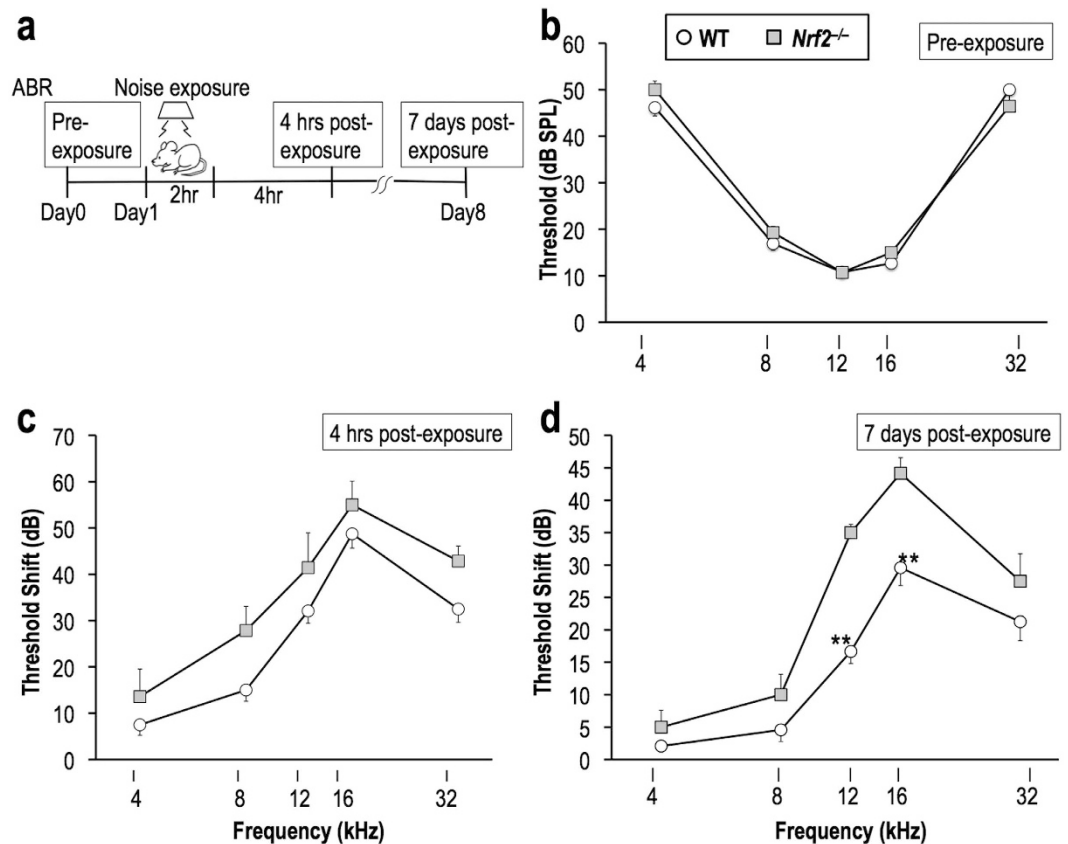 a
ABR
Noise exposure
Pre-
exposure
4 hrs post-
exposure
7 days post-
exposure
2hr
4hr
Day0
Day1
Day8
b
WT
Nrf2–/–
Pre-exposure
Threshold (dB SPL)
60
50
40
30
20
10
0
4
8
12
16
32
c
4 hrs post-exposure
Threshold Shift (dB)
70
60
50
40
30
20
10
0
4
8
12
16
32
Frequency (kHz)
d
7 days post-exposure
Threshold Shift (dB)
50
45
40
35
30
25
20
15
10
5
0
**
**
4
8
12
16
32
Frequency (kHz)